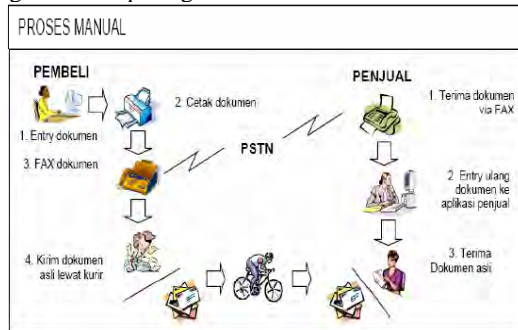 PROSES MANUAL
PEMBELI
1. Entry dokumen
2. Cetak dokumen
3. FAX dokumen
4. Kirim dokumen
asli lewat kurir
PSTN
PENJUAL
1. Terima dokumen
via FAX
2. Entry ulang
dokumen ke
aplikasi penjual
3. Terima
Dokumen asli